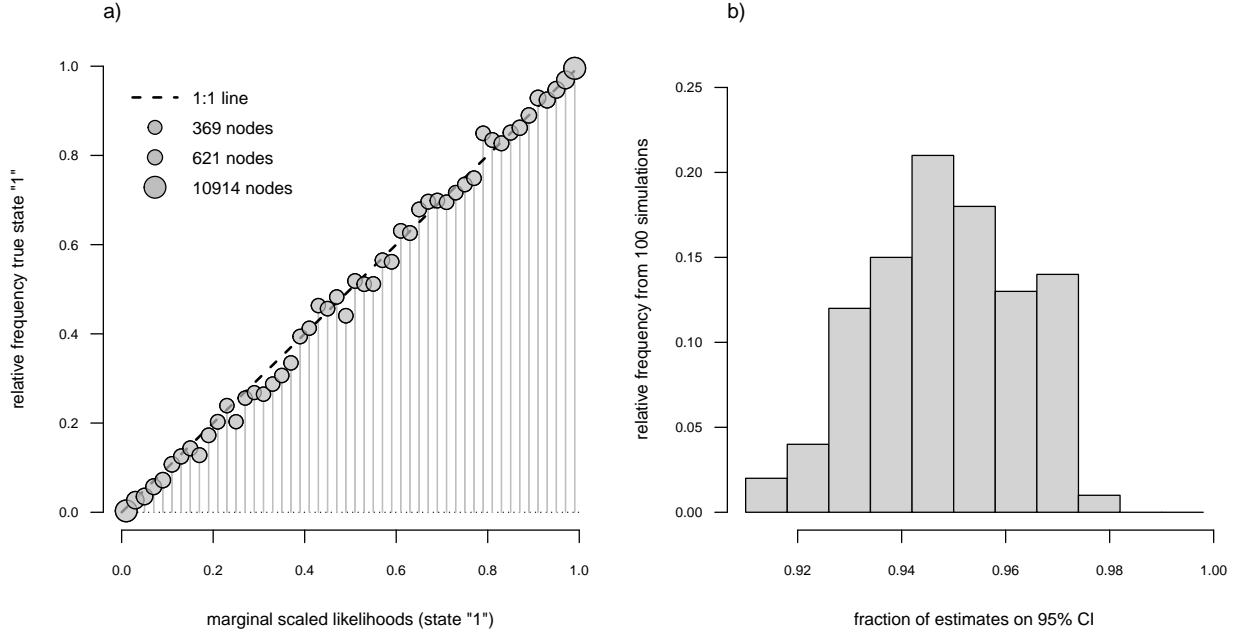 a)
relative frequency true state "1"
1.0
0.8
0.6
0.4
0.2
0.0
1:1 line
369 nodes
621 nodes
10914 nodes
0.0 0.2 0.4 0.6 0.8 1.0
marginal scaled likelihoods (state "1")
b)
relative frequency from 100 simulations
0.25
0.20
0.15
0.10
0.05
0.00
0.92 0.94 0.96 0.98 1.00
fraction of estimates on 95% CI